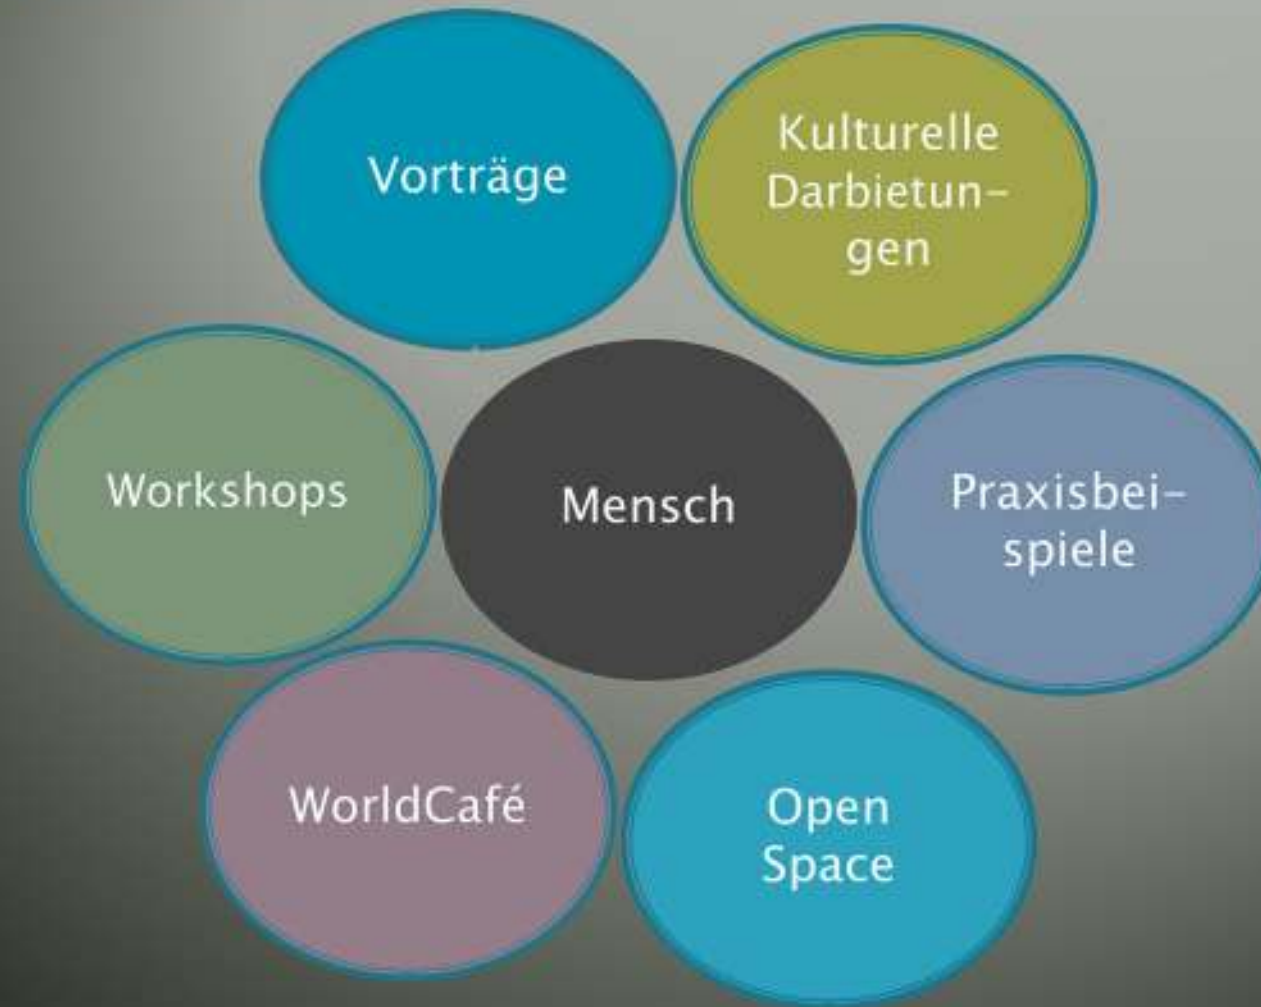 Vorträge
Kulturelle
Darbietun-
gen
Workshops
Mensch
Praxisbei-
spiele
WorldCafé
Open
Space